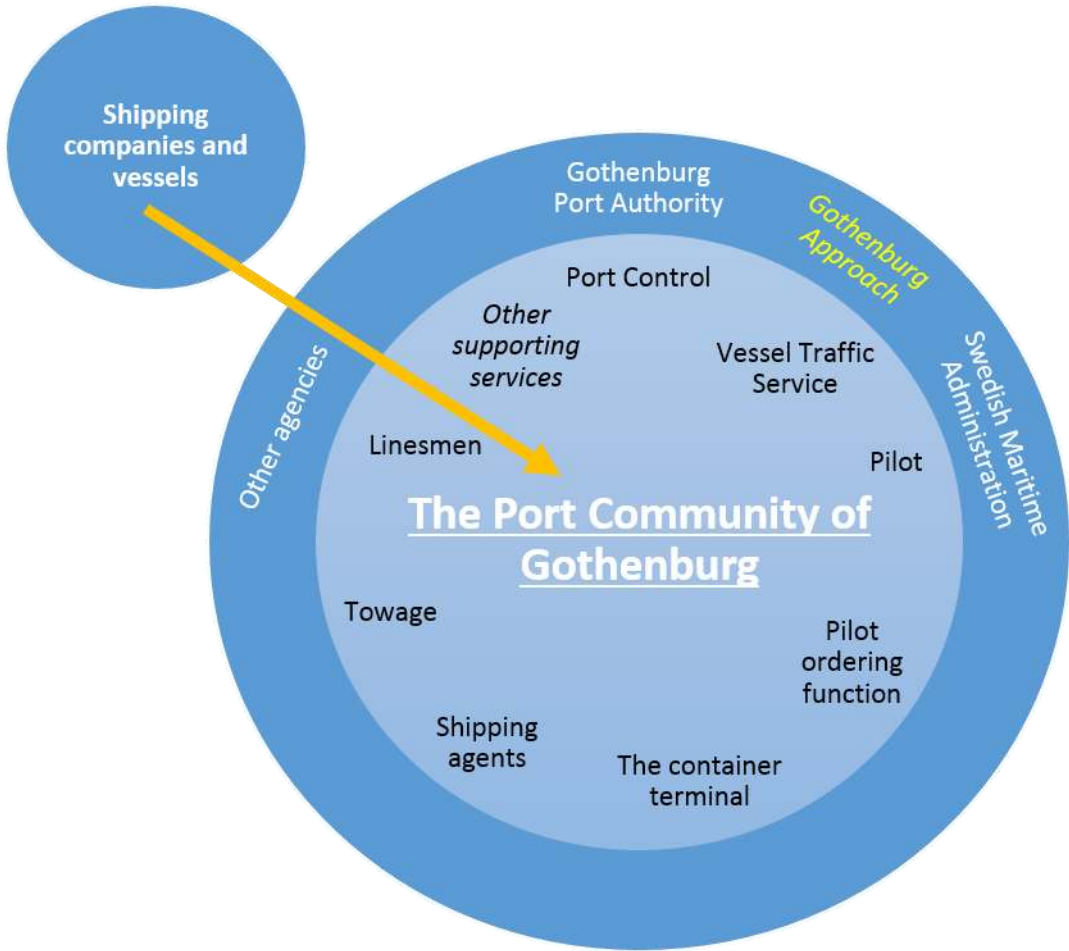 Shipping
companies and
vessels
Gothenburg
Port Authority
Gothenburg
Approach
Swedish Maritime
Administration
Other agencies
Port Control
Other
supporting
services
Vessel Traffic
Service
Linesmen
Pilot
The Port Community of
Gothenburg
Towage
Pilot
ordering
function
Shipping
agents
The container
terminal